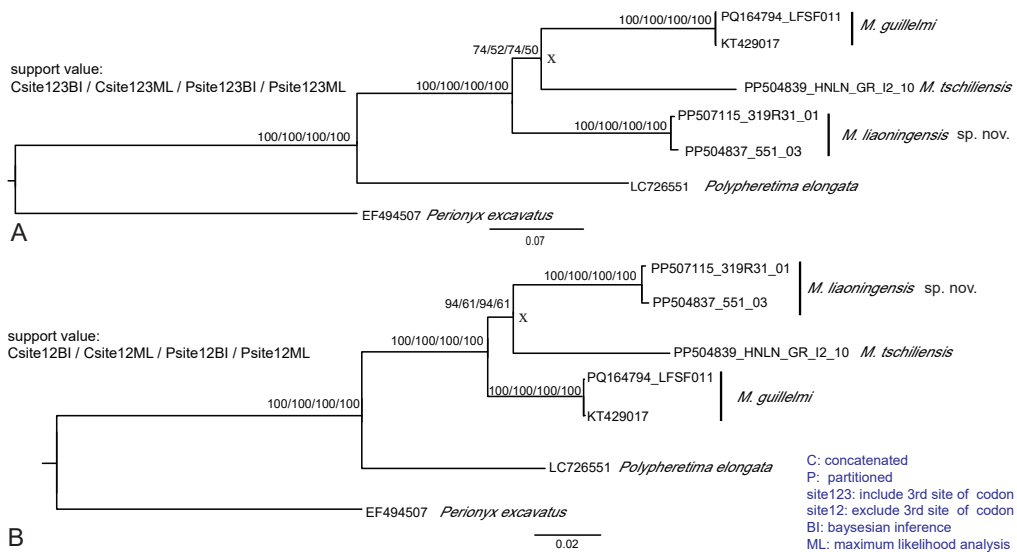 100/100/100/100
PQ164794_LFSF011
M. guillelmi
KT429017
74/52/74/50
x
support value:
Csite123BI / Csite123ML / Psite123BI / Psite123ML
100/100/100/100
PP504839_HNLN_GR_I2_10 M. tschiliensis
100/100/100/100
PP507115_319R31_01
M. liaoningensis sp. nov.
PP504837_551_03
100/100/100/100
LC726551 Polypheretima elongata
EF494507 Perionyx excavatus
A
0.07
100/100/100/100
PP507115_319R31_01
M. liaoningensis sp. nov.
PP504837_551_03
94/61/94/61
x
support value:
Csite12BI / Csite12ML / Psite12BI / Psite12ML
100/100/100/100
PP504839_HNLN_GR_I2_10 M. tschiliensis
100/100/100/100
PQ164794_LFSF011
M. guillelmi
KT429017
100/100/100/100
LC726551 Polypheretima elongata
EF494507 Perionyx excavatus
B
0.02
C: concatenated
P: partitioned
site123: include 3rd site of codon
site12: exclude 3rd site of codon
BI: baysesian inference
ML: maximum likelihood analysis